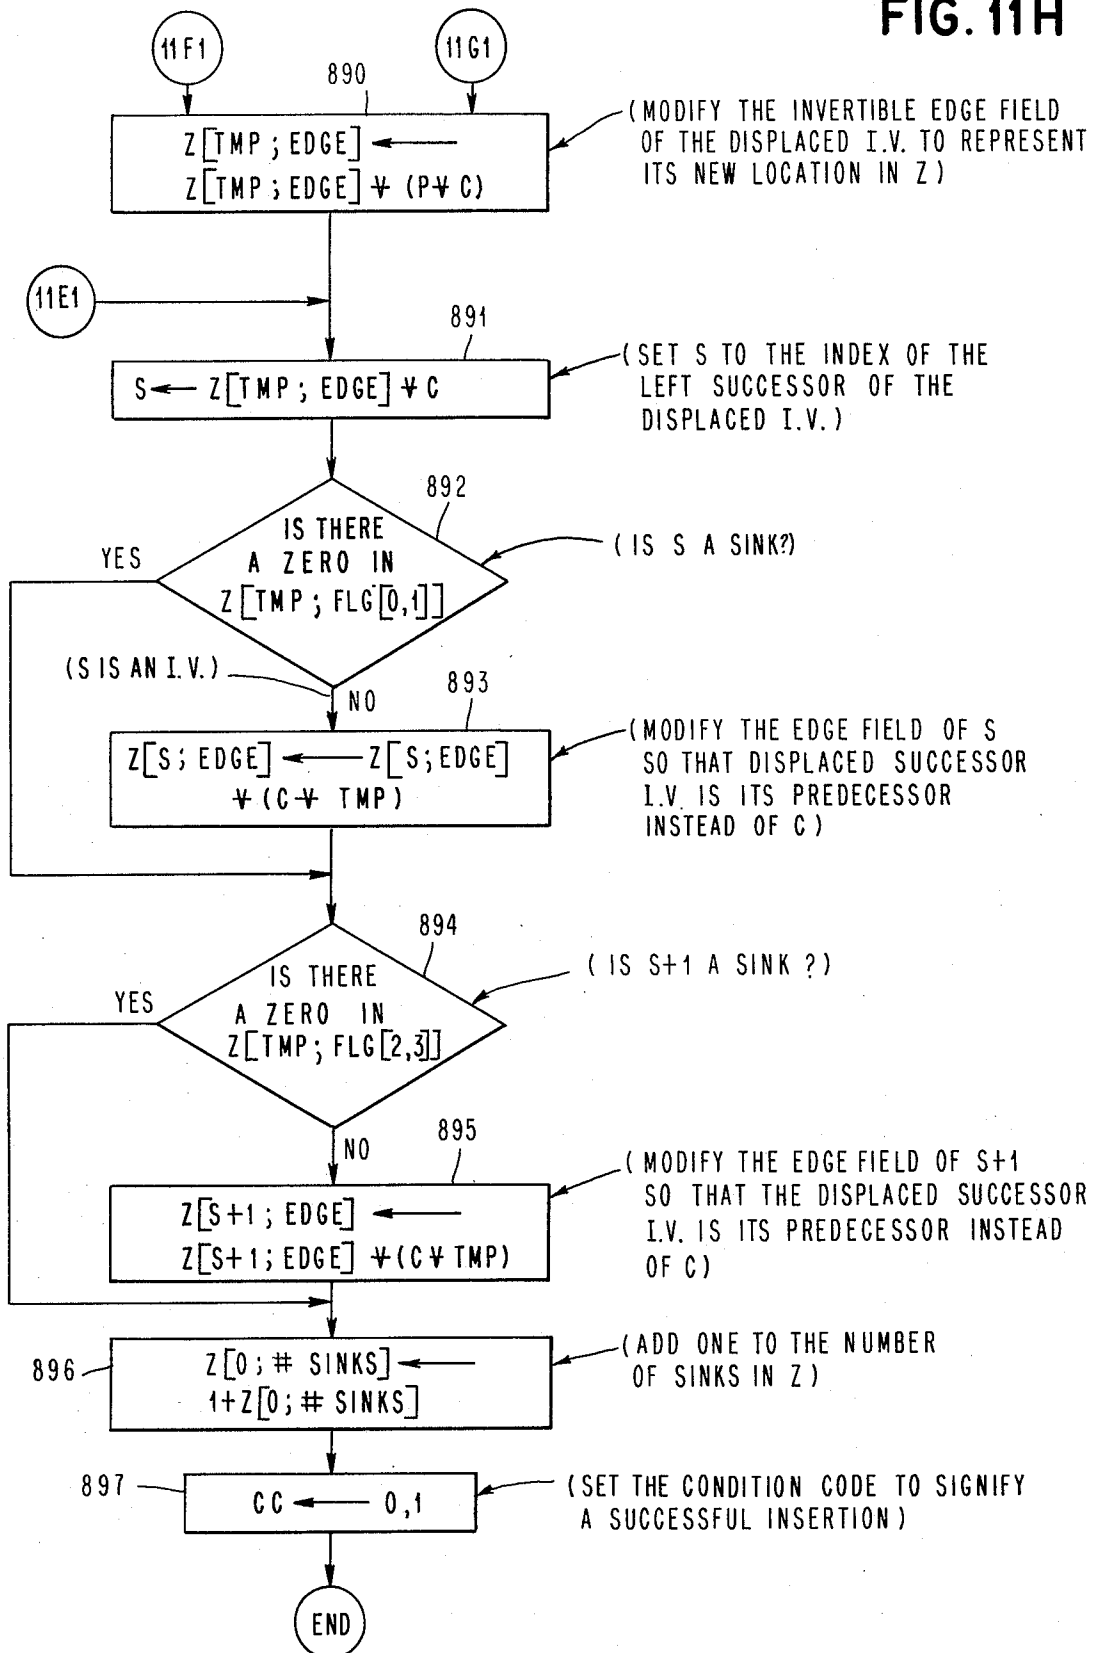 FIG. 11H
11F1
11G1
890
Z[TMP; EDGE] ←
Z[TMP; EDGE] ⊻ (P⊻C)
(MODIFY THE INVERTIBLE EDGE FIELD
OF THE DISPLACED I.V. TO REPRESENT
ITS NEW LOCATION IN Z)
11E1
891
S← Z[TMP; EDGE] ⊻ C
(SET S TO THE INDEX OF THE
LEFT SUCCESSOR OF THE
DISPLACED I.V.)
892
IS THERE
A ZERO IN
Z[TMP; FLG[0,1]]
(IS S A SINK?)
YES
(S IS AN I.V.)
NO
893
Z[S; EDGE] ← Z[S;EDGE]
⊻ (C⊻ TMP)
(MODIFY THE EDGE FIELD OF S
SO THAT DISPLACED SUCCESSOR
I.V. IS ITS PREDECESSOR
INSTEAD OF C)
894
IS THERE
A ZERO IN
Z[TMP; FLG[2,3]]
(IS S+1 A SINK?)
YES
NO
895
Z[S+1; EDGE] ←
Z[S+1; EDGE] ⊻(C⊻TMP)
(MODIFY THE EDGE FIELD OF S+1
SO THAT THE DISPLACED SUCCESSOR
I.V. IS ITS PREDECESSOR INSTEAD
OF C)
896
Z[0; # SINKS]←
1+Z[0; # SINKS]
(ADD ONE TO THE NUMBER
OF SINKS IN Z)
897
CC ← 0,1
(SET THE CONDITION CODE TO SIGNIFY
A SUCCESSFUL INSERTION)
END